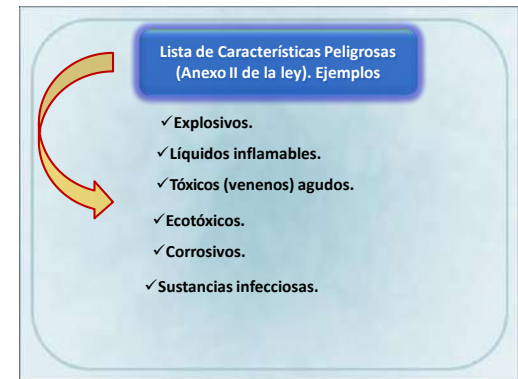 Lista de Características Peligrosas
(Anexo II de la ley). Ejemplos
✓Explosivos.
✓Líquidos inflamables.
✓Tóxicos (venenos) agudos.
✓Ecotóxicos.
✓Corrosivos.
✓Sustancias infecciosas.